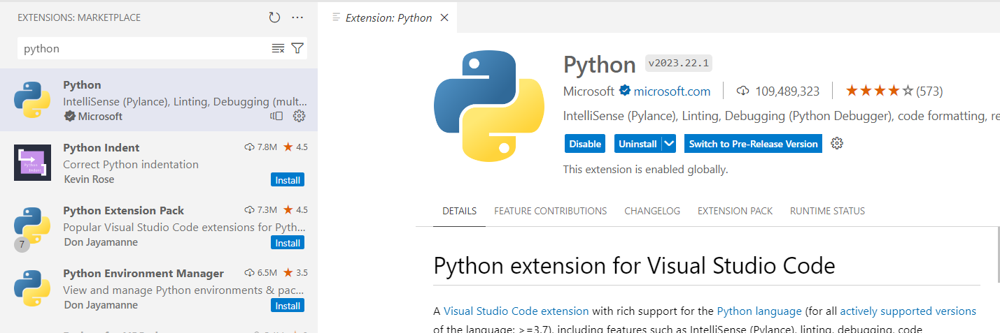 EXTENSIONS: MARKETPLACE
python
Python
IntelliSense (Pylance), Linting, Debugging (mult...
Microsoft
Python Indent 7.8M 4.5
Correct Python indentation
Kevin Rose Install
Python Extension Pack 7.3M 4.5
Popular Visual Studio Code extensions for Pyth...
7 Don Jayamanne Install
Python Environment Manager 6.5M 3.5
View and manage Python environments & pac...
Don Jayamanne Install
Extension: Python
Python v2023.22.1
Microsoft microsoft.com 109,489,323 (573)
IntelliSense (Pylance), Linting, Debugging (Python Debugger), code formatting, re
Disable Uninstall Switch to Pre-Release Version
This extension is enabled globally.
DETAILS FEATURE CONTRIBUTIONS CHANGELOG EXTENSION PACK RUNTIME STATUS
Python extension for Visual Studio Code
A Visual Studio Code extension with rich support for the Python language (for all actively supported versions
of the language: >=3.7), including features such as IntelliSense (Pylance), linting, debugging, code